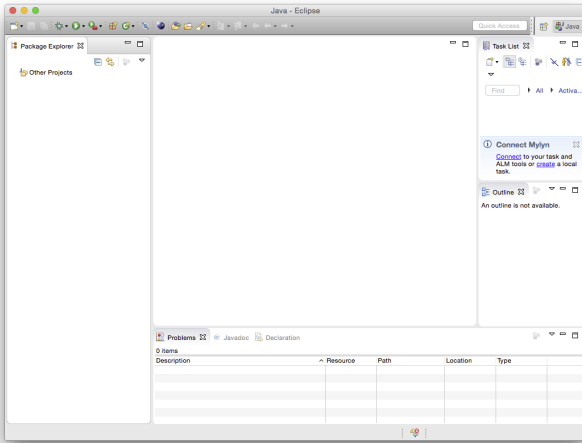 Java - Eclipse
Quick Access
Java
Package Explorer
Other Projects
Task List
Find
All
Activa...
Connect Mylyn
Connect to your task and
ALM tools or create a local
task.
Outline
An outline is not available.
Problems
Javadoc
Declaration
0 items
Description
Resource
Path
Location
Type